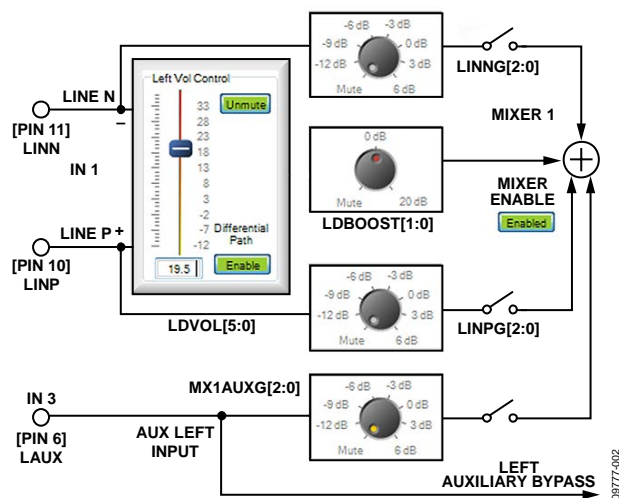 -6 dB -3 dB
-9 dB 0 dB
-12 dB 3 dB
Mute 6 dB
LINNG[2:0]
MIXER 1
LINE N
−
[PIN 11]
LINN
IN 1
Left Vol Control
Unmute
33
28
23
18
13
8
3
-2
-7
-12
Differential
Path
Enable
19.5
0 dB
Mute 20 dB
LDBOOST[1:0]
MIXER
ENABLE
Enabled
LINE P +
[PIN 10]
LINP
LDVOL[5:0]
-6 dB -3 dB
-9 dB 0 dB
-12 dB 3 dB
Mute 6 dB
LINPG[2:0]
IN 3
[PIN 6]
LAUX
MX1AUXG[2:0]
AUX LEFT
INPUT
-6 dB -3 dB
-9 dB 0 dB
-12 dB 3 dB
Mute 6 dB
LEFT
AUXILIARY BYPASS
09777-002